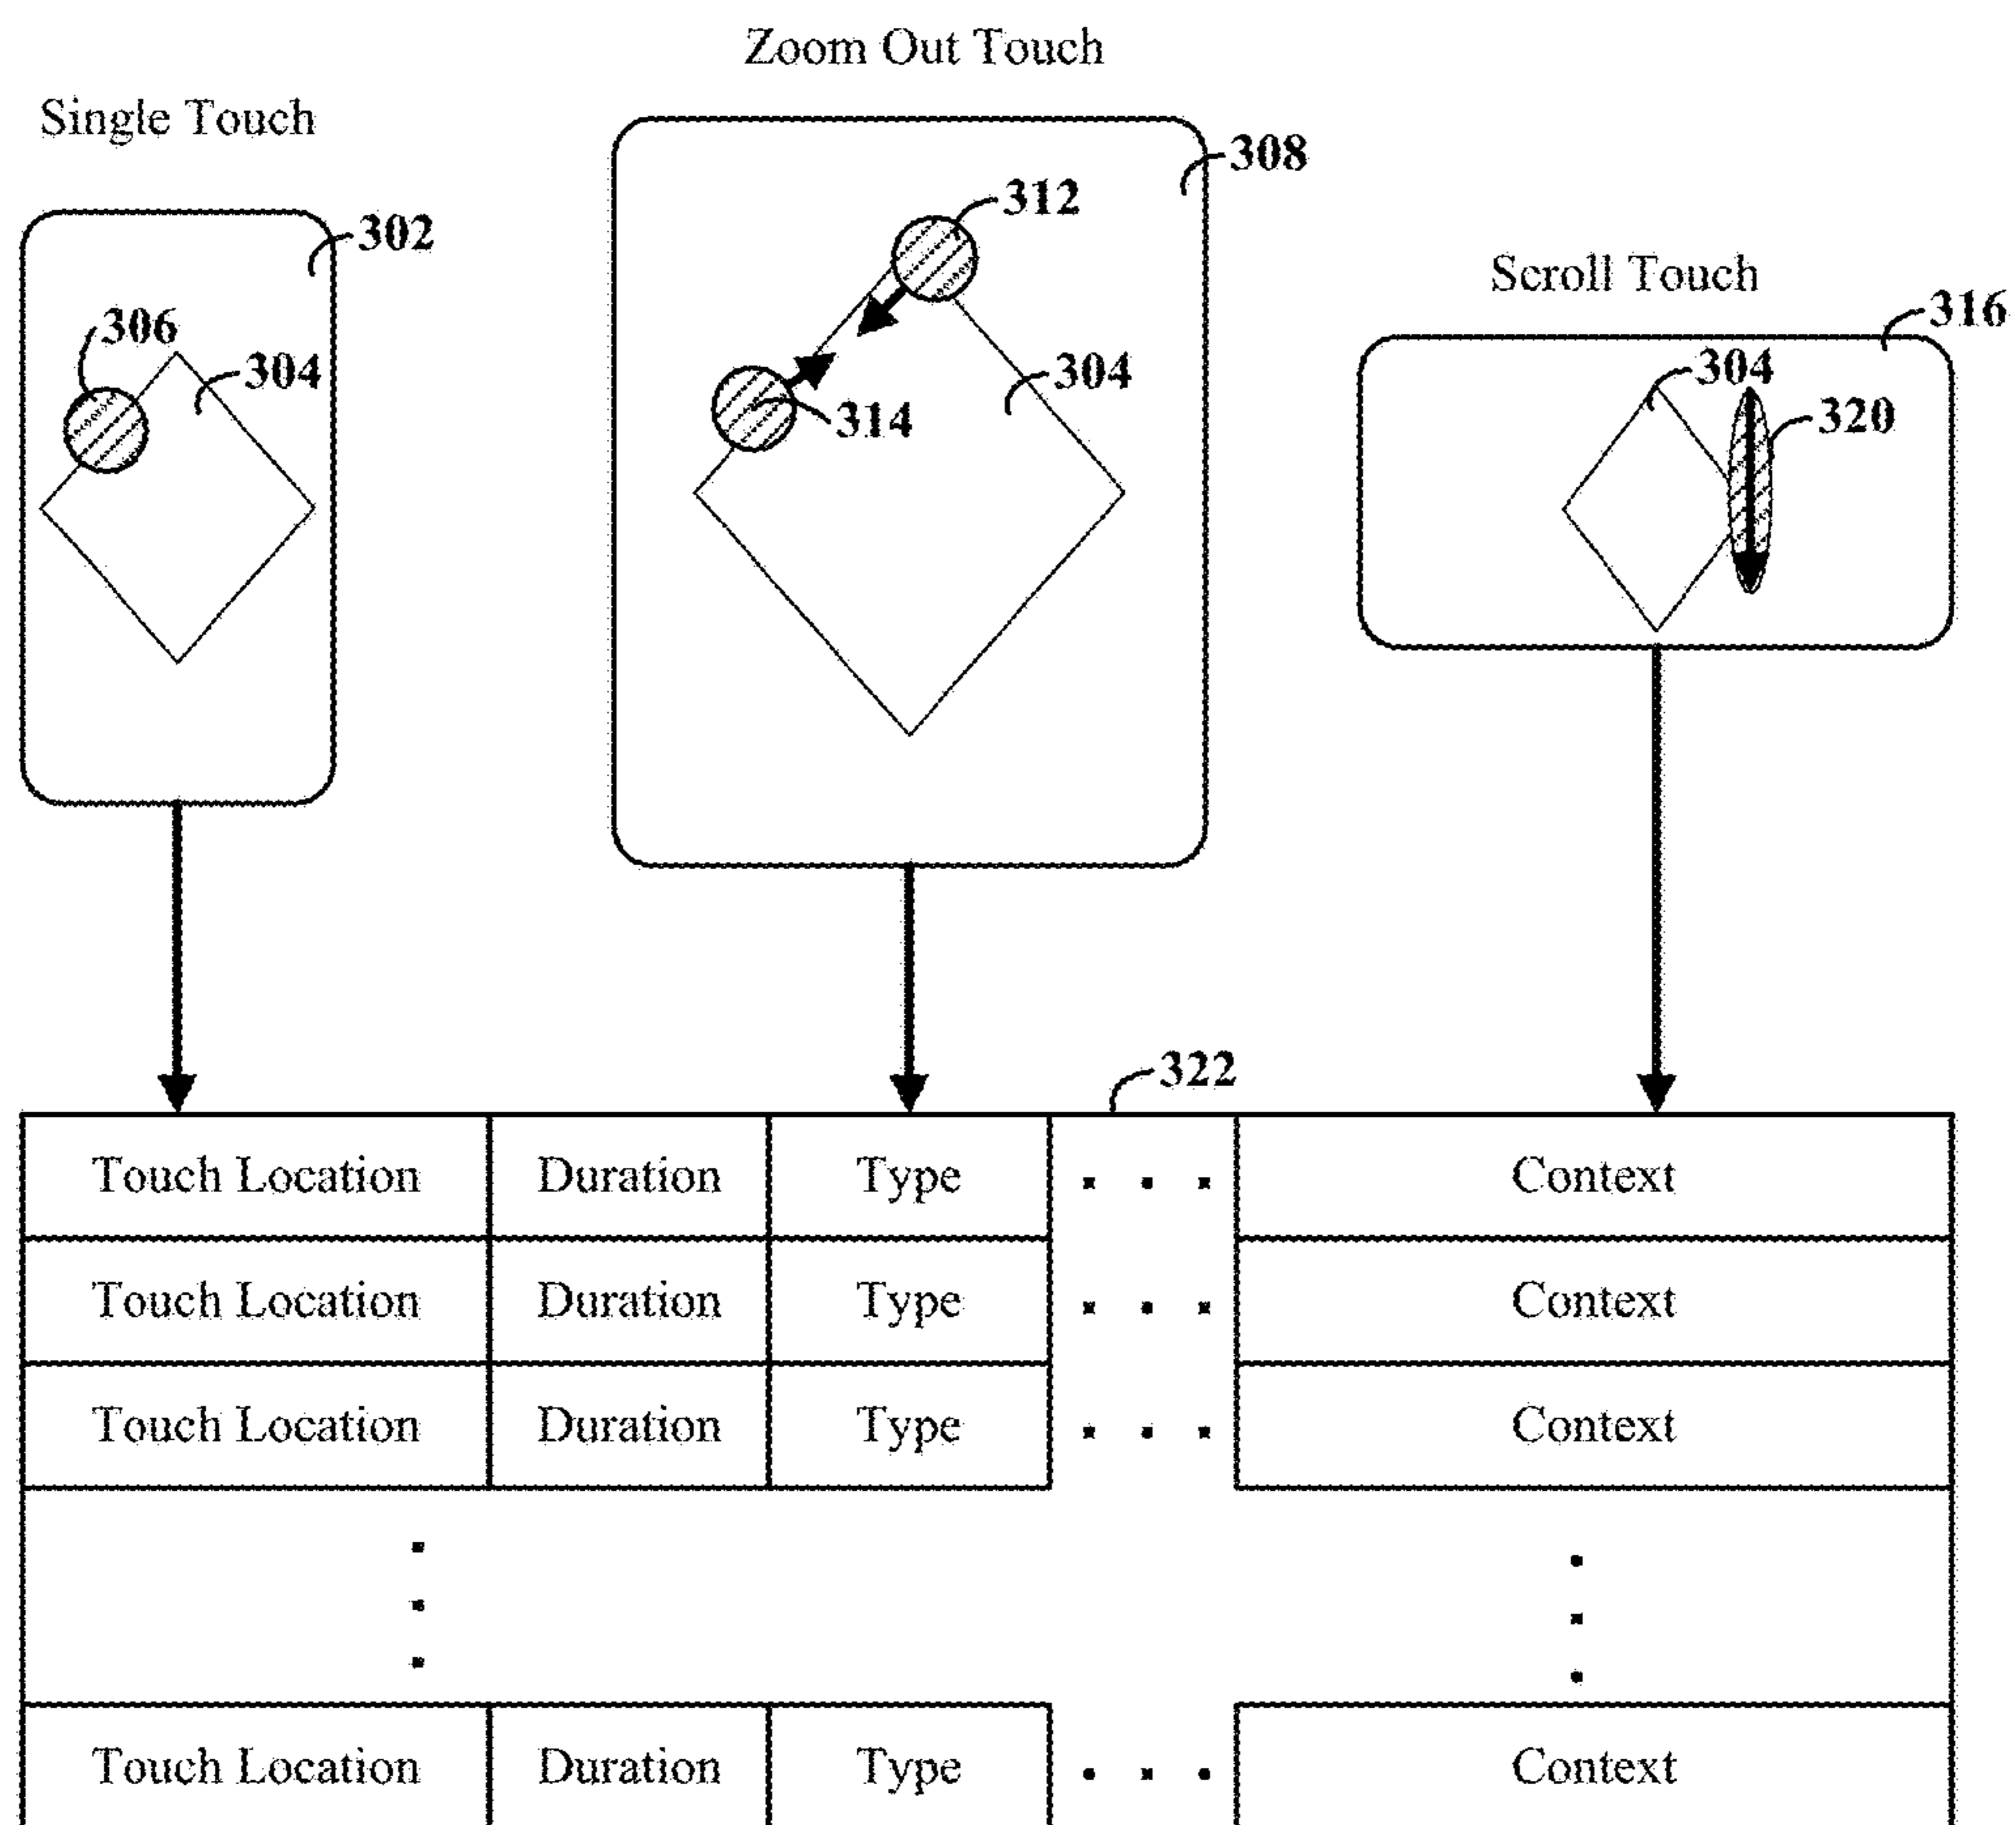 Zoom Out Touch
Single Touch
308
312
302
Scroll Touch
316
306
304
304
304
314
320
322
Touch Location Duration Type . . . Context
Touch Location Duration Type . . . Context
Touch Location Duration Type . . . Context
Touch Location Duration Type . . . Context